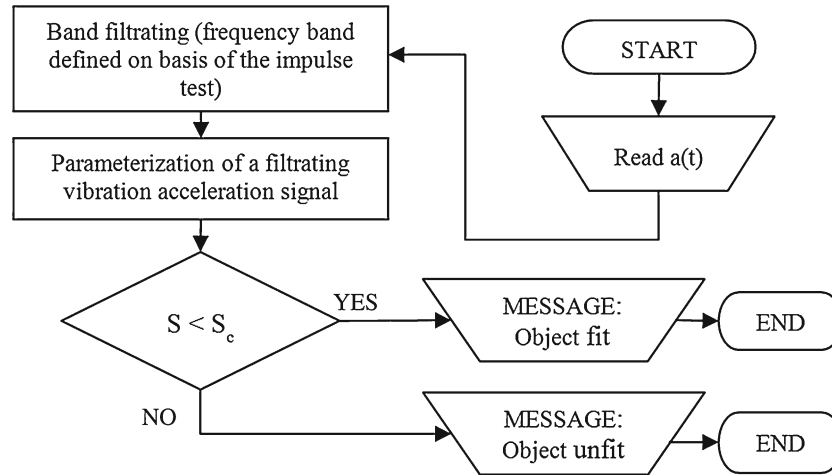 START
Read a(t)
Band filtrating (frequency band
defined on basis of the impulse
test)
Parameterization of a filtrating
vibration acceleration signal
S < Sc
YES
MESSAGE:
Object fit
END
NO
MESSAGE:
Object unfit
END